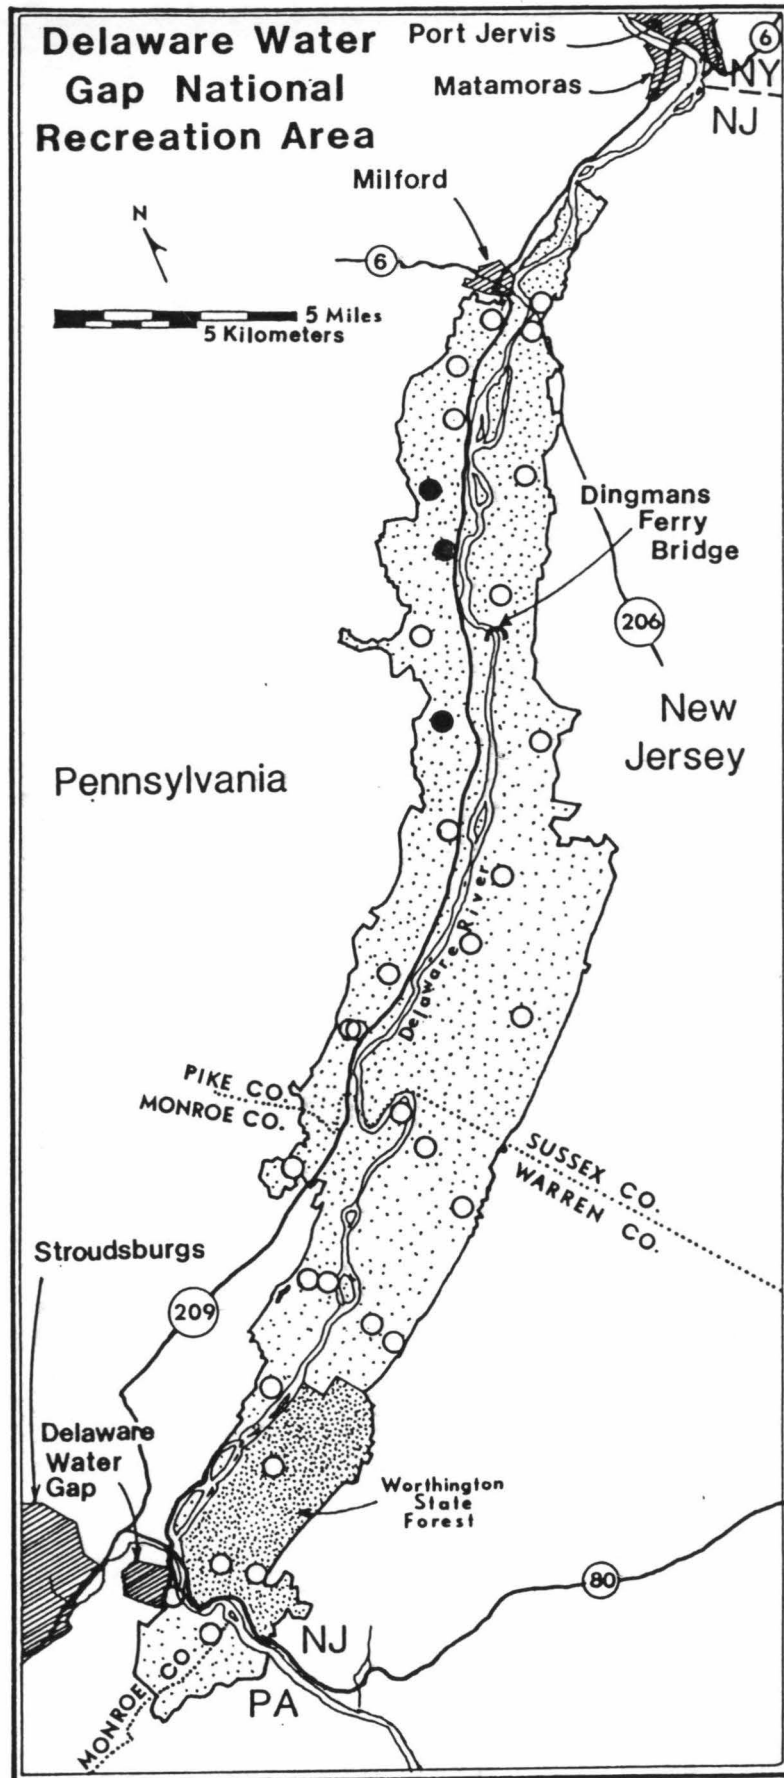 Delaware Water
Gap National
Recreation Area
Port Jervis
Matamoras
6
NY
NJ
Milford
N
6
5 Miles
5 Kilometers
Dingmans
Ferry
Bridge
206
New
Jersey
Pennsylvania
Delaware River
PIKE CO.
MONROE CO.
SUSSEX CO.
WARREN CO.
Stroudsburgs
209
Delaware
Water
Gap
Worthington
State
Forest
80
NJ
PA
MONROE CO.